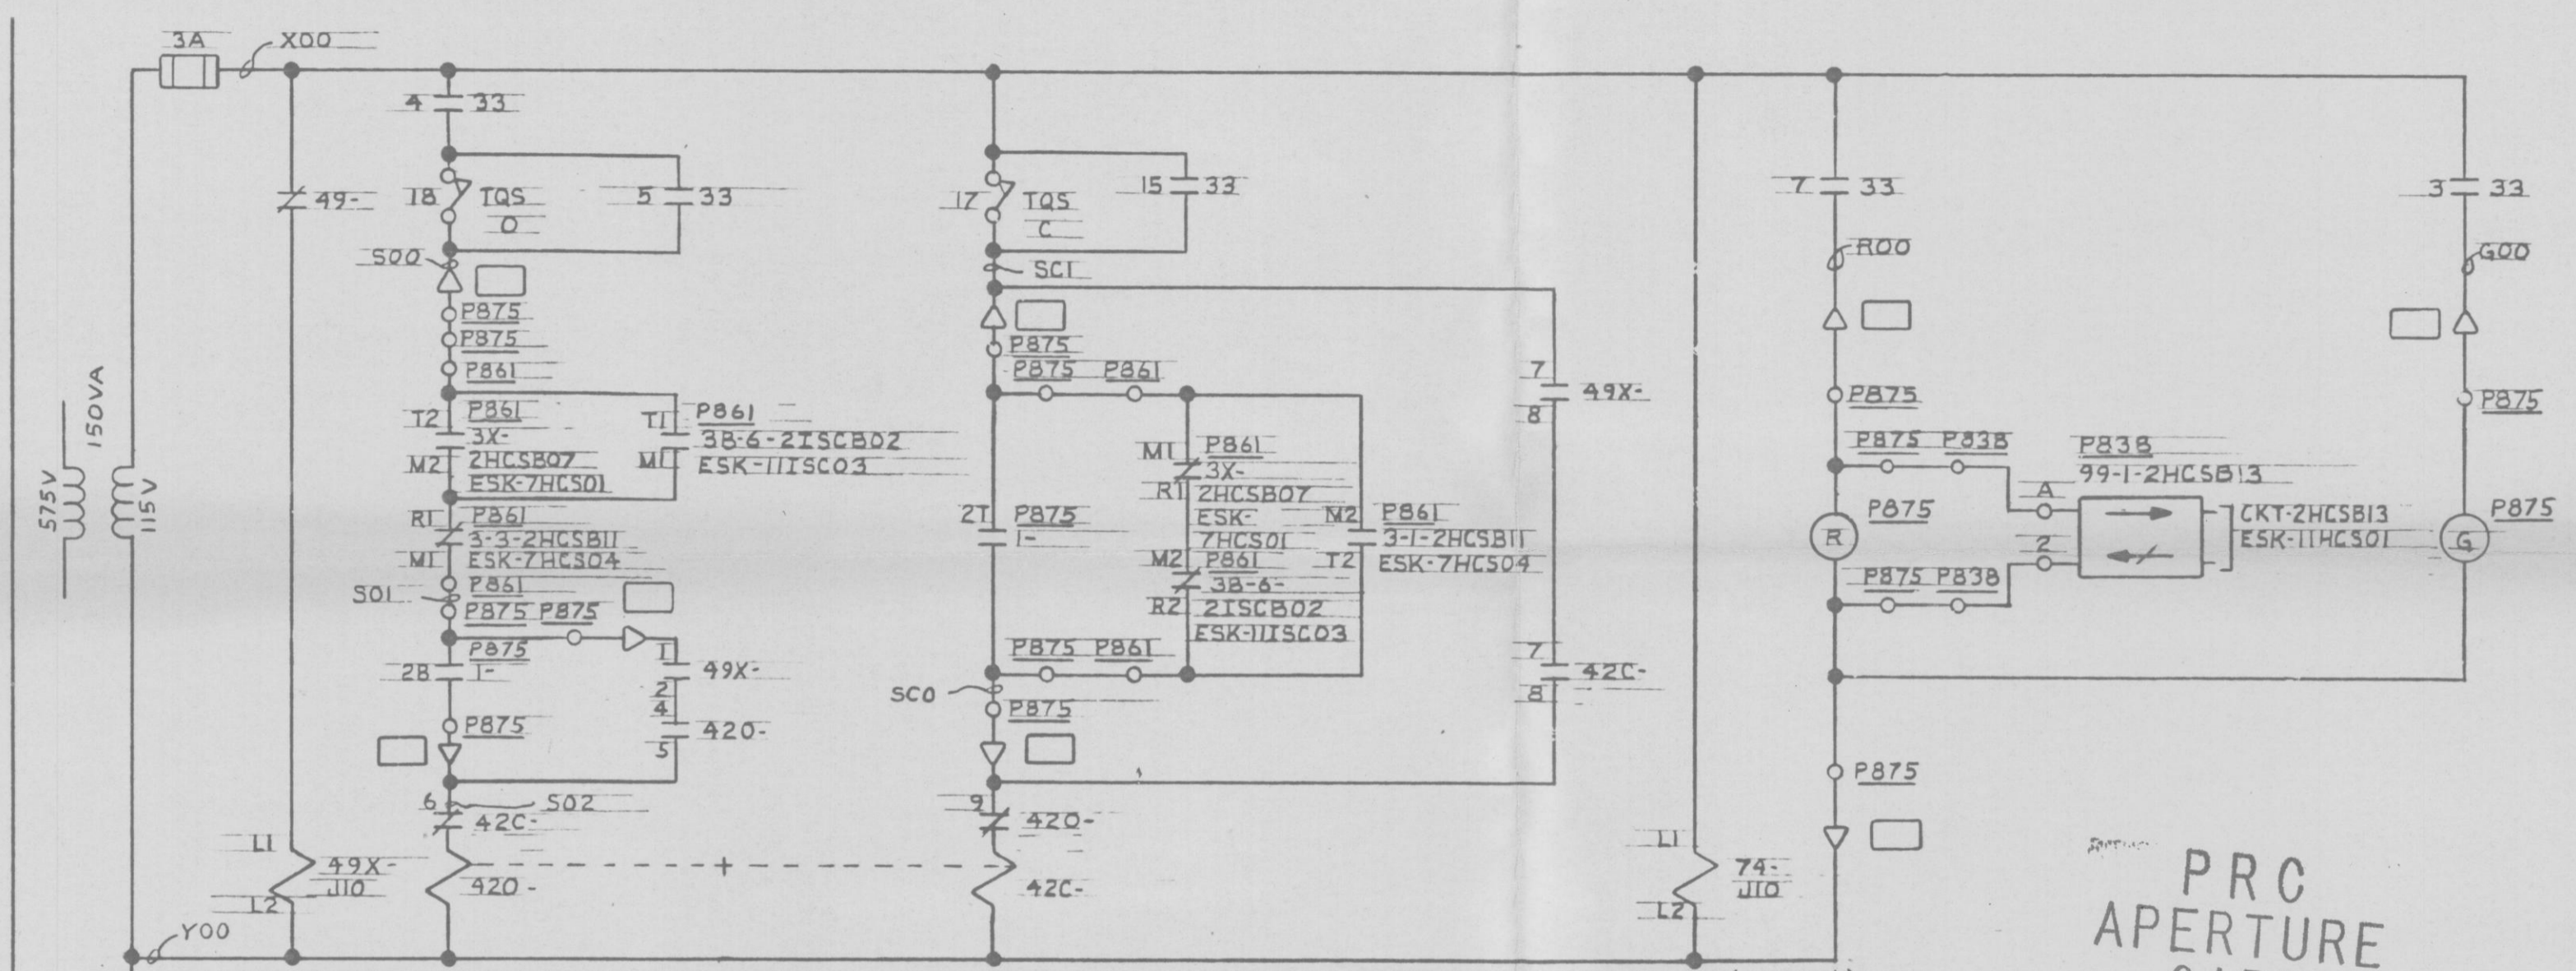 3A
X00
575V
150VA
115V
49-
L1
49X-
J10
L2
Y00
4 33
18 TQS
O
5 33
S00
P875
P875
P861
T2 P861
3X-
M2 2HCSB07
ESK-7HCS01
T1 P861
3B-6-2ISCB02
M1 ESK-11ISC03
R1 P861
3-3-2HCSB11
M1 ESK-7HCS04
P861
S01
P875 P875
P875
2B 1-
1
49X-
2
4
42O-
5
P875
6 S02
42C-
42O-
17 TQS
C
15 33
SC1
P875
P875 P861
2T P875
1-
M1 P861
3X-
R1 2HCSB07
ESK-
7HCS01
M2 P861
3B-6-
R2 2ISCB02
ESK-11ISC03
M2 P861
3-1-2HCSB11
T2 ESK-7HCS04
P875 P861
SC0
P875
9
42O-
42C-
7
49X-
8
7
42C-
8
L1
74-
J10
L2
7 33
R00
P875
P875 P838
P838
99-1-2HCSB13
A
P875
R
CKT-2HCSB13
ESK-11HCS01
2
P875 P838
P875
3 33
G00
P875
P875
G
PRC
APERTURE